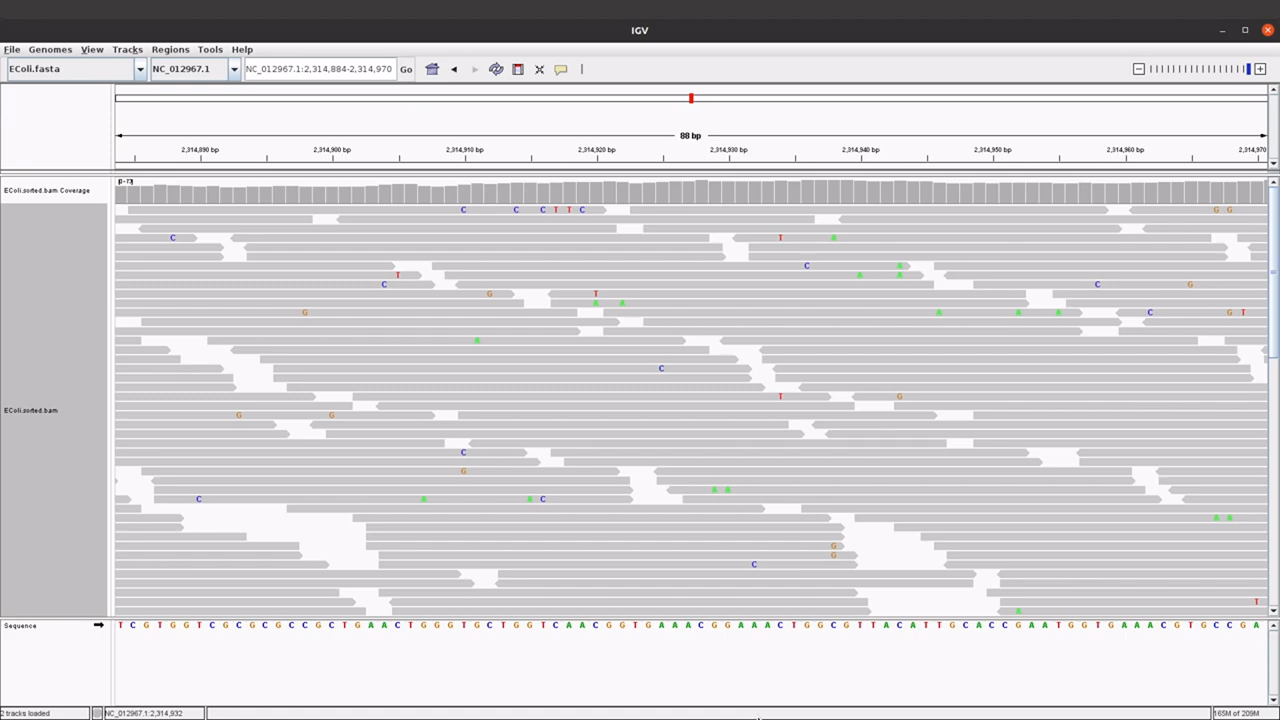 IGV
File Genomes View Tracks Regions Tools Help
EColi.fasta NC_012967.1 NC_012967.1:2,314,884-2,314,970 Go
88 bp
2,314,890 bp 2,314,900 bp 2,314,910 bp 2,314,920 bp 2,314,930 bp 2,314,940 bp 2,314,950 bp 2,314,960 bp 2,314,970
EColi.sorted.bam Coverage
C C C T T C G G
C T A
C A
T A A
C C G
G T
A A
G A A A C G T
A
C
T G
G G
C
G
A A
C A A C
A A
G
G
C
T
A
EColi.sorted.bam
Sequence T C G T G G T C G C G C G C C G C T G A A C T G G G T G C T G G T C A A C G G T G A A A C G G A A A C T G G C G T T A C A T T G C A C C G A A T G G T G A A A C G T G C C G A
2 tracks loaded NC_012967.1:2,314,932 165M of 209M